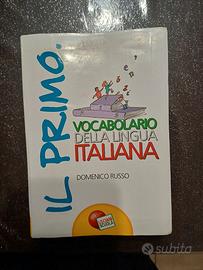 IL PRIMO.
VOCABOLARIO
DELLA LINGUA
ITALIANA
DOMENICO RUSSO
subito